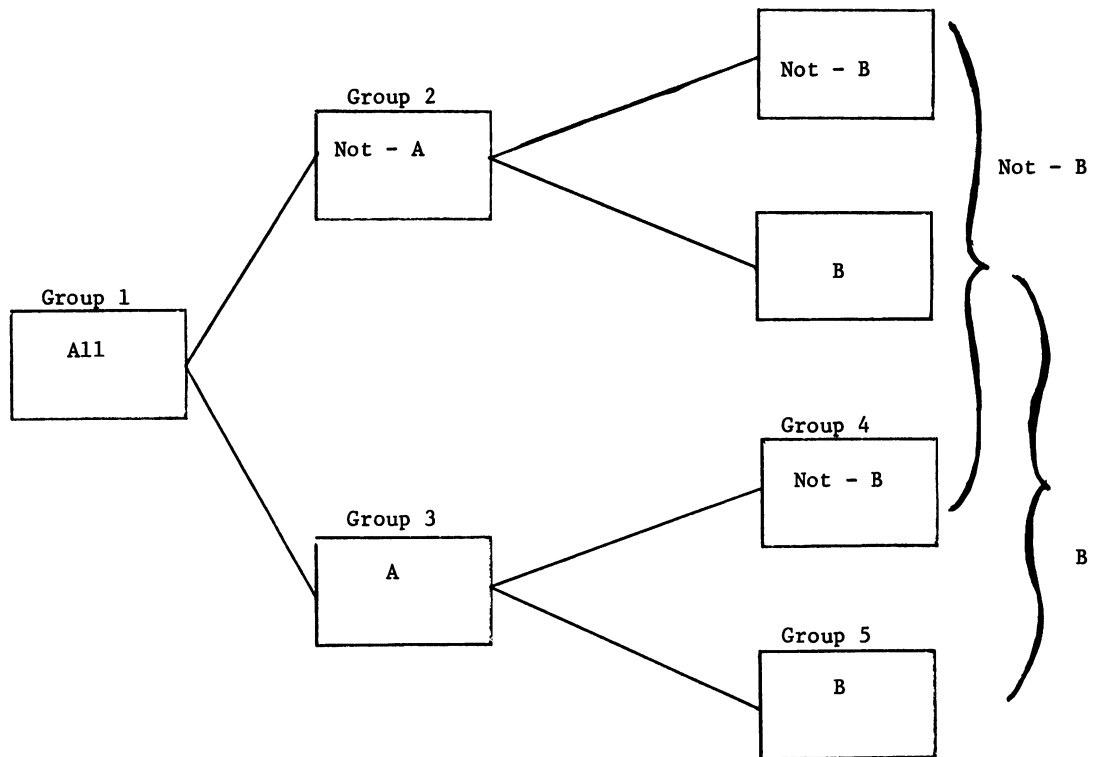 Not - B
Group 2
Not - A
Not - B
B
Group 1
All
Group 4
Not - B
Group 3
A
B
Group 5
B